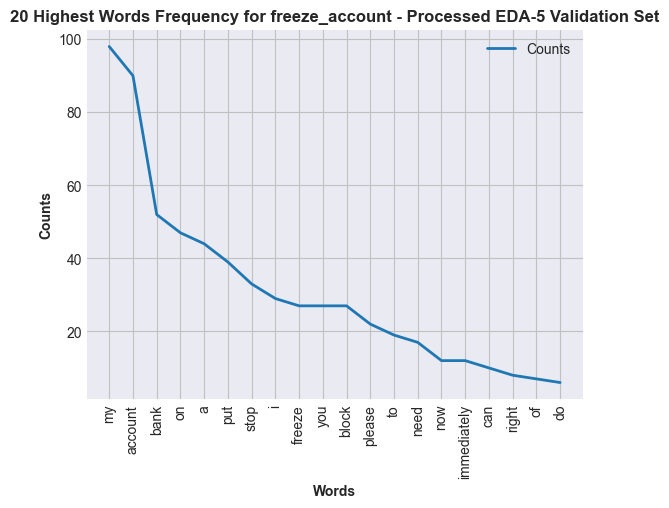 20 Highest Words Frequency for freeze_account - Processed EDA-5 Validation Set
Counts
100
80
60
40
20
Counts
my
account
bank
on
a
put
stop
i
freeze
you
block
please
to
need
now
immediately
can
right
of
do
Words